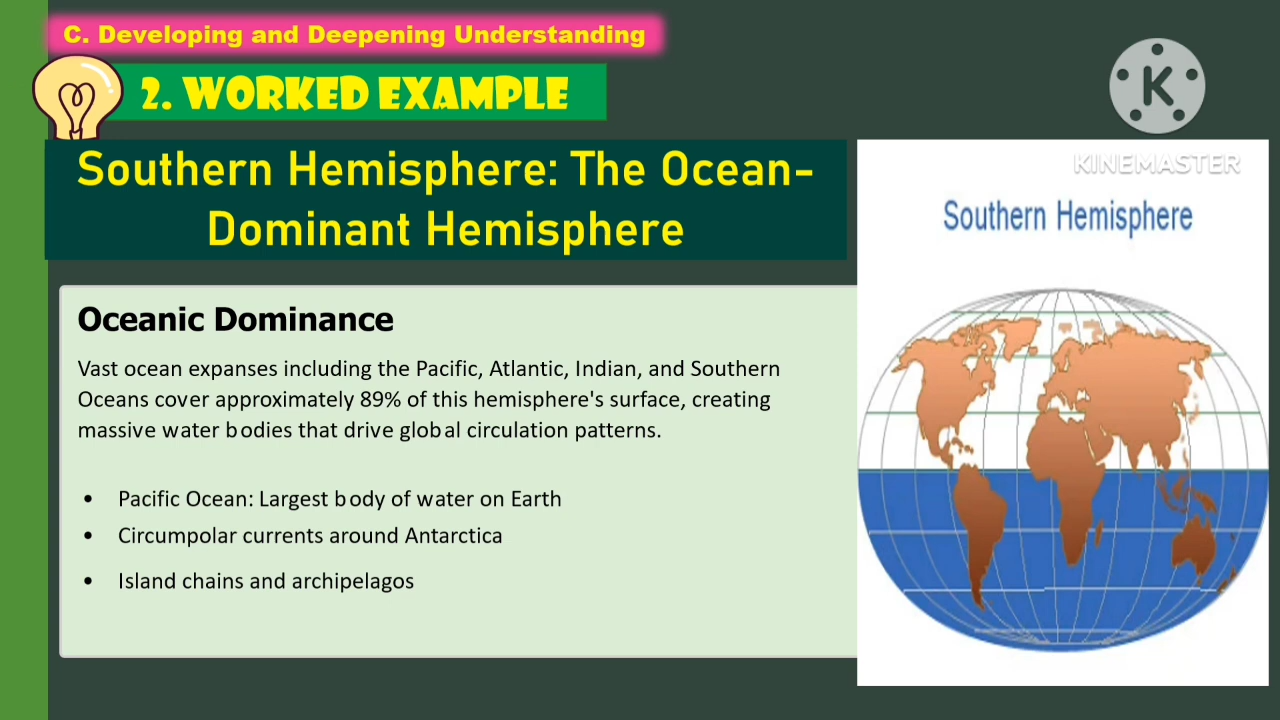 C. Developing and Deepening Understanding
2. WORKED EXAMPLE
K
KINEMASTER
Southern Hemisphere: The Ocean-
Dominant Hemisphere
Southern Hemisphere
Oceanic Dominance
Vast ocean expanses including the Pacific, Atlantic, Indian, and Southern
Oceans cover approximately 89% of this hemisphere's surface, creating
massive water bodies that drive global circulation patterns.
• Pacific Ocean: Largest body of water on Earth
• Circumpolar currents around Antarctica
• Island chains and archipelagos